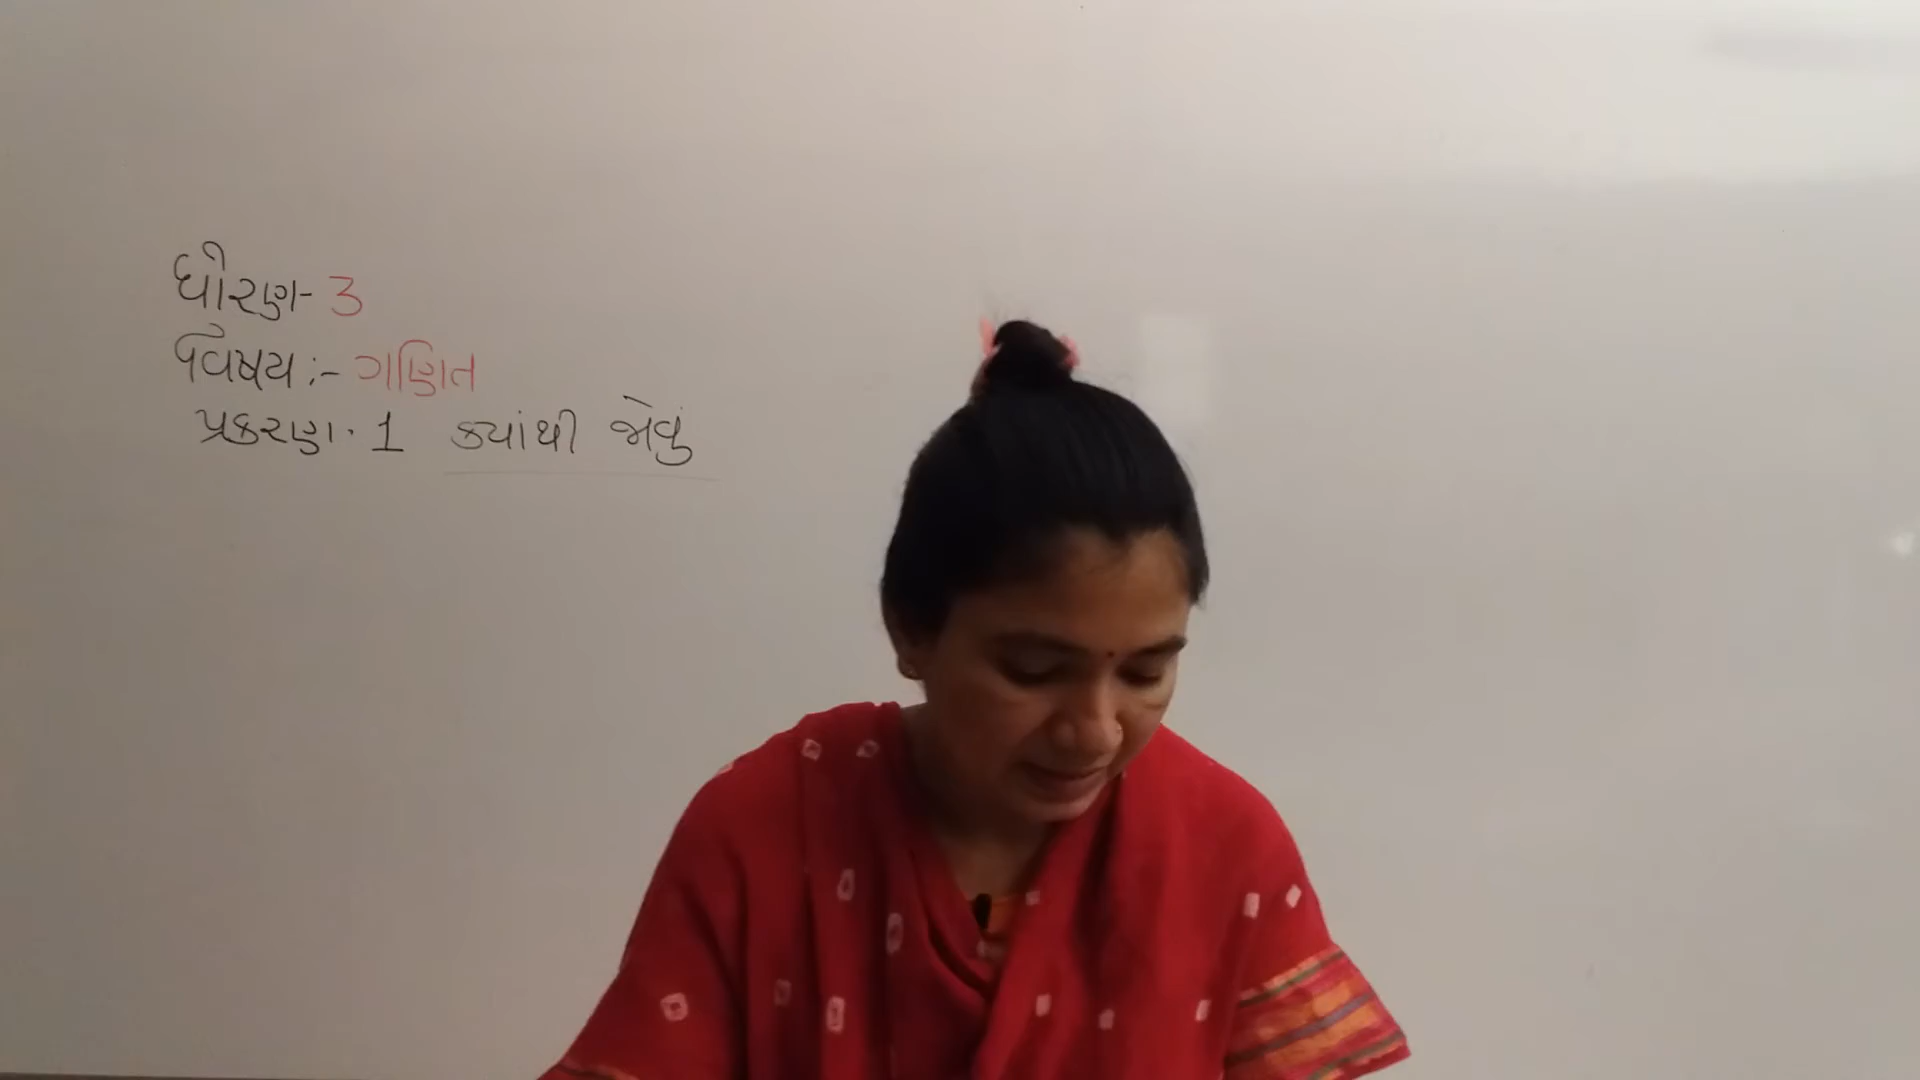 ધોરણ- 3
વિષય :- ગણિત
પ્રકરણ. 1 ક્યાંથી જોવું